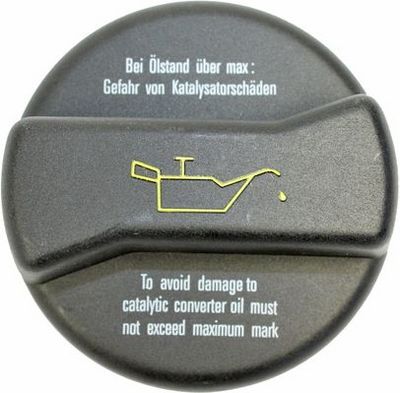 Bei Ölstand über max:
Gefahr von Katalysatorschäden
To avoid damage to
catalytic converter oil must
not exceed maximum mark